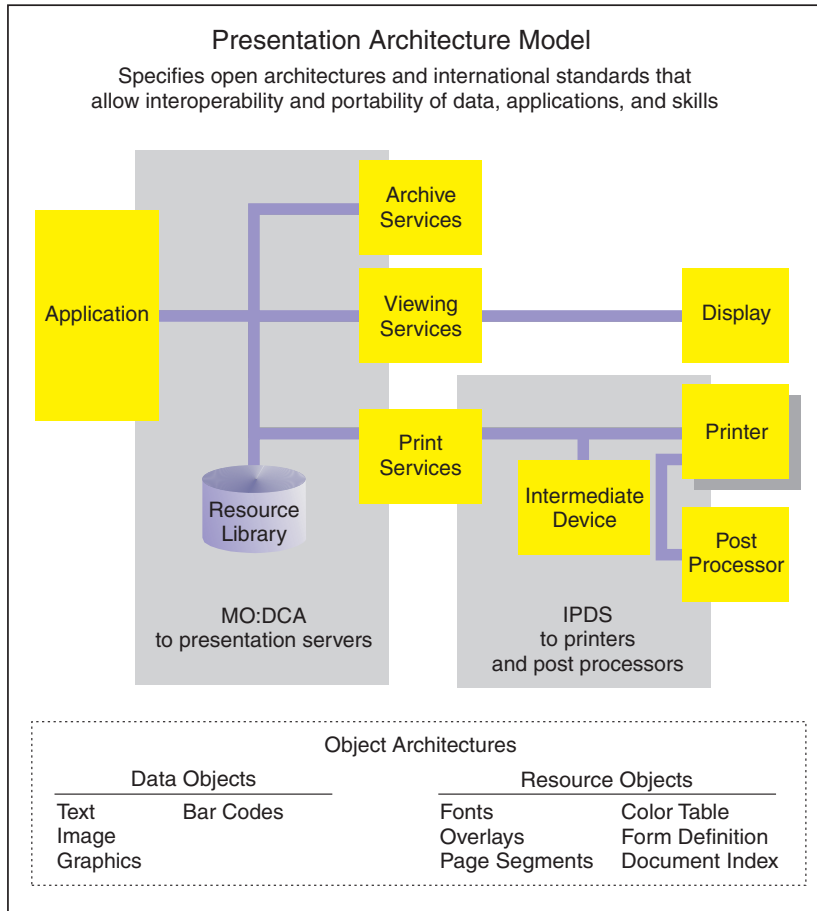 Presentation Architecture Model
Specifies open architectures and international standards that
allow interoperability and portability of data, applications, and skills
Archive
Services
Application
Viewing
Services
Display
Print
Services
Printer
Resource
Library
Intermediate
Device
Post
Processor
MO:DCA
to presentation servers
IPDS
to printers
and post processors
Object Architectures
Data Objects
Text
Image
Graphics
Bar Codes
Resource Objects
Fonts
Overlays
Page Segments
Color Table
Form Definition
Document Index